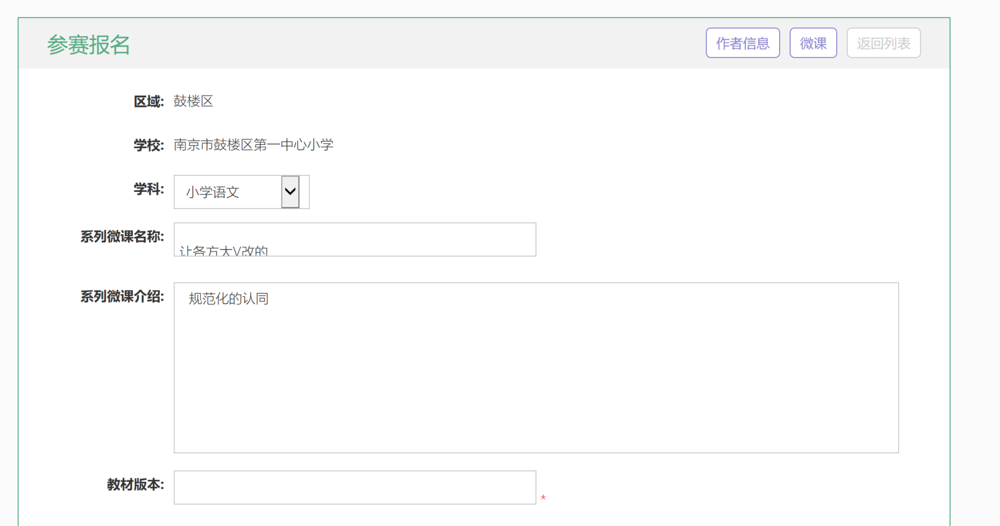 参赛报名
作者信息
微课
返回列表
区域: 鼓楼区
学校: 南京市鼓楼区第一中心小学
学科: 小学语文
系列微课名称: 让各方大V改的
系列微课介绍: 规范化的认同
教材版本:
*